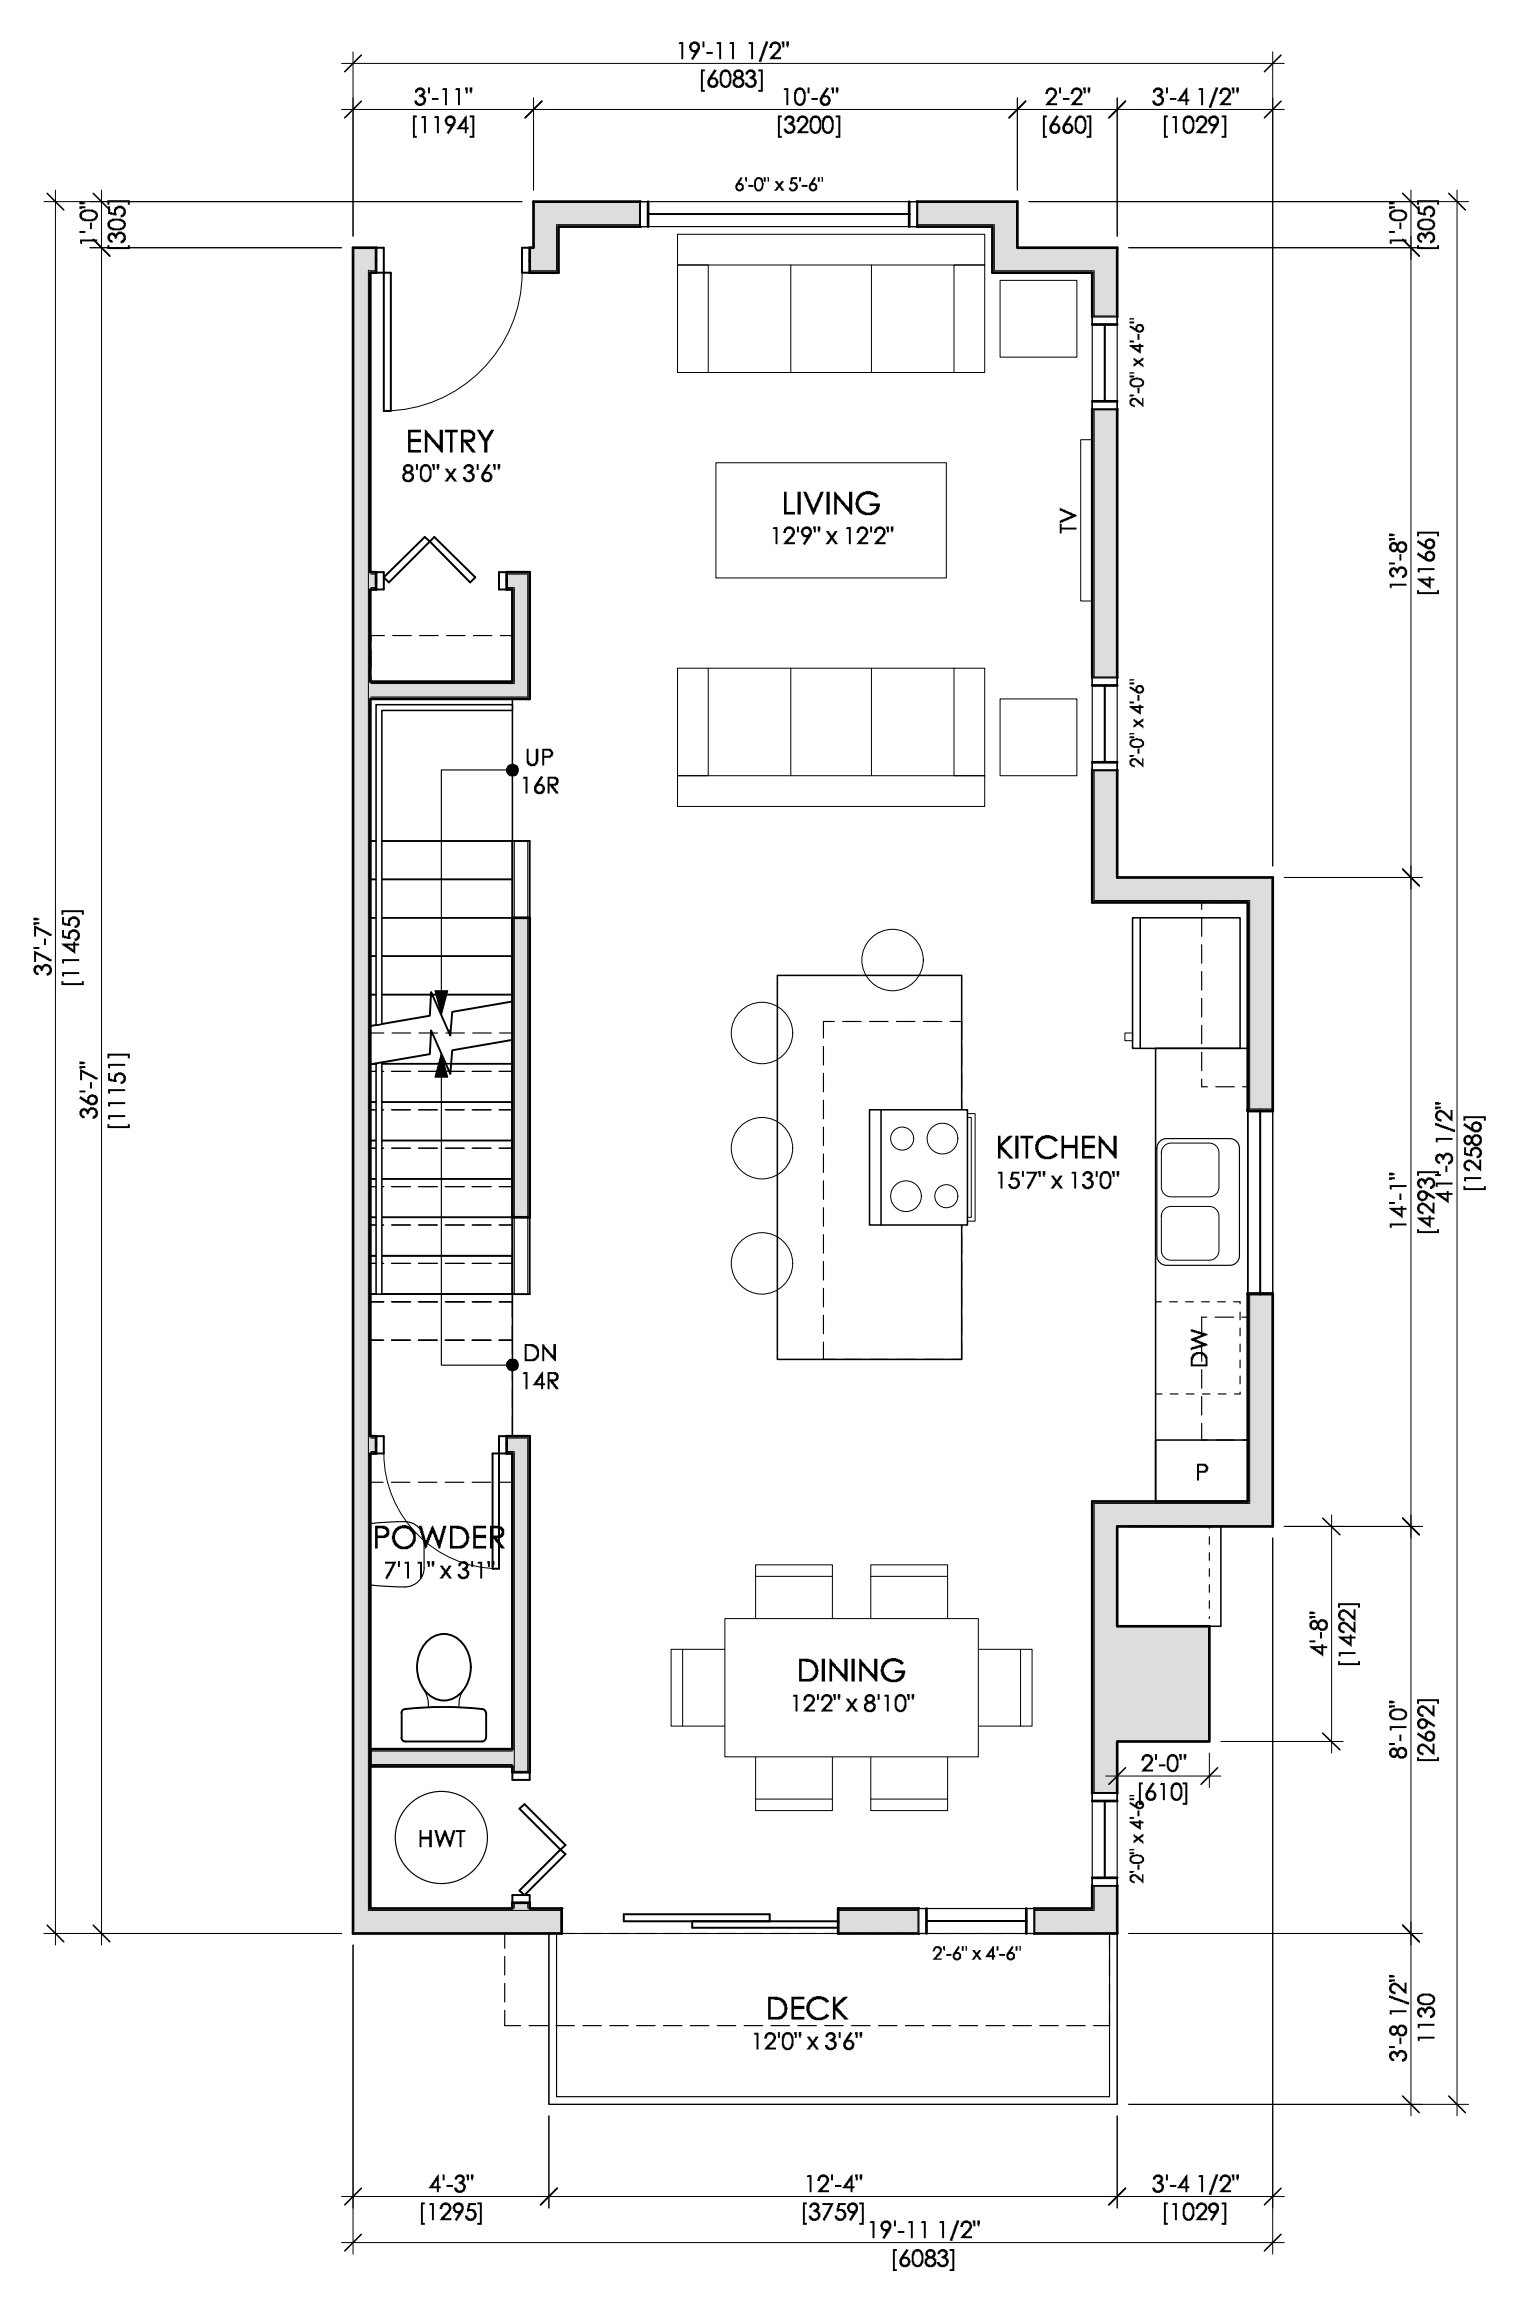 19'-11 1/2"
[6083]
3'-11"
[1194]
10'-6"
[3200]
2'-2"
[660]
3'-4 1/2"
[1029]
6'-0" x 5'-6"
1'-0"
[305]
1'-0"
[305]
2'-0" x 4'-6"
ENTRY
8'0" x 3'6"
LIVING
12'9" x 12'2"
TV
13'-8"
[4166]
2'-0" x 4'-6"
UP
16R
37'-7"
[11455]
36'-7"
[11151]
KITCHEN
15'7" x 13'0"
14'-1"
[4293]
41'-3 1/2"
[12586]
DN
14R
DW
P
POWDER
7'11" x 3'1"
4'-8"
[1422]
DINING
12'2" x 8'10"
8'-10"
[2692]
2'-0"
[610]
2'-0" x 4'-6"
HWT
2'-6" x 4'-6"
DECK
12'0" x 3'6"
3'-8 1/2"
1130
4'-3"
[1295]
12'-4"
[3759]
3'-4 1/2"
[1029]
19'-11 1/2"
[6083]